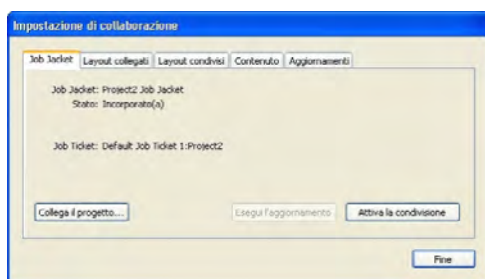 Impostazione di collaborazione
Job Jacket Layout collegati Layout condivisi Contenuto Aggiornamenti
Job Jacket: Project2 Job Jacket
Stato: Incorporato(a)
Job Ticket: Default Job Ticket 1:Project2
Collega il progetto... Esegui l'aggiornamento Attiva la condivisione
Fine